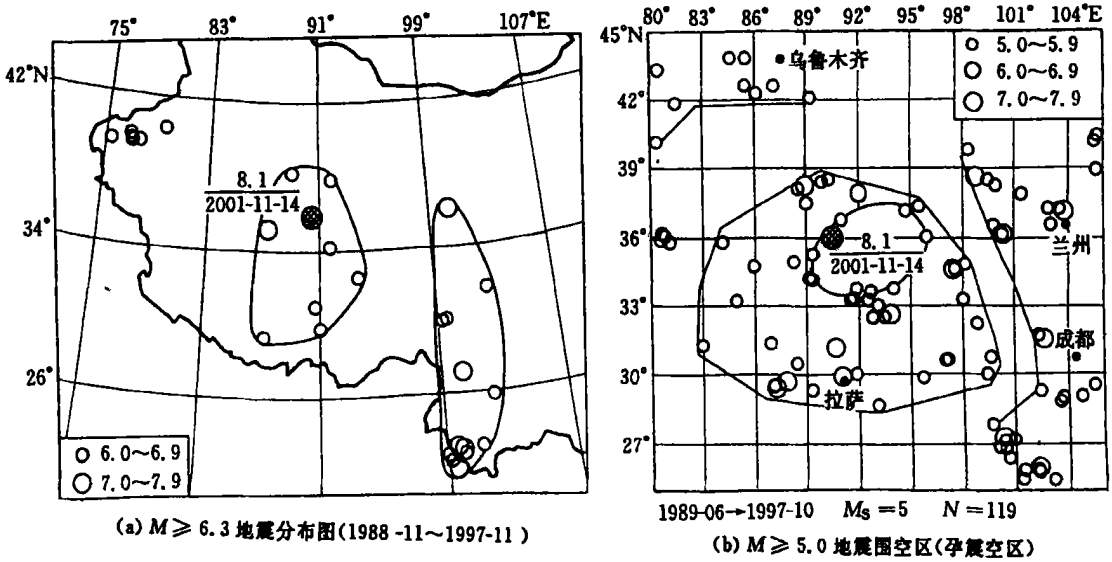 75° 83° 91° 99° 107°E
42°N
34°
26°
8.1
2001-11-14
6.0～6.9
7.0～7.9
(a) M≥6.3 地震分布图(1988-11～1997-11)
80° 83° 86° 89° 92° 95° 98° 101° 104°E
45°N
42°
39°
36°
33°
30°
27°
乌鲁木齐
5.0～5.9
6.0～6.9
7.0～7.9
兰州
8.1
2001-11-14
成都
拉萨
1989-06→1997-10 Ms=5 N=119
(b) M≥5.0 地震围空区(孕震空区)